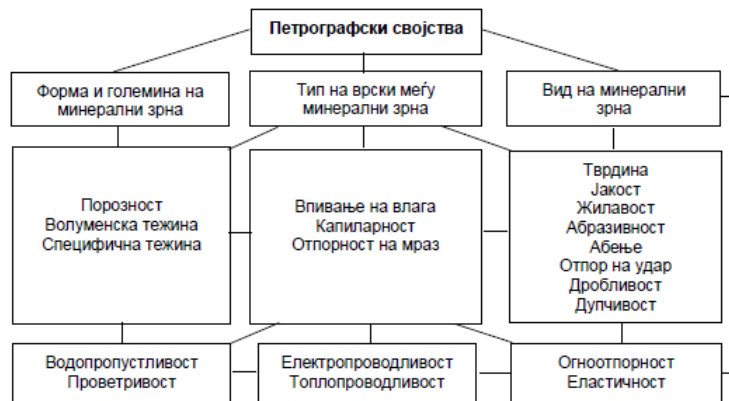 Петрографски својства
Форма и големина на
минерални зрна
Тип на врски меѓу
минерални зрна
Вид на минерални
зрна
Порозност
Волуменска тежина
Специфична тежина
Впивање на влага
Капиларност
Отпорност на мраз
Тврдина
Јакост
Жилавост
Абразивност
Абење
Отпор на удар
Дробливост
Дупчивост
Водопропустливост
Проветривост
Електропроводливост
Топлопроводливост
Огноотпорност
Еластичност